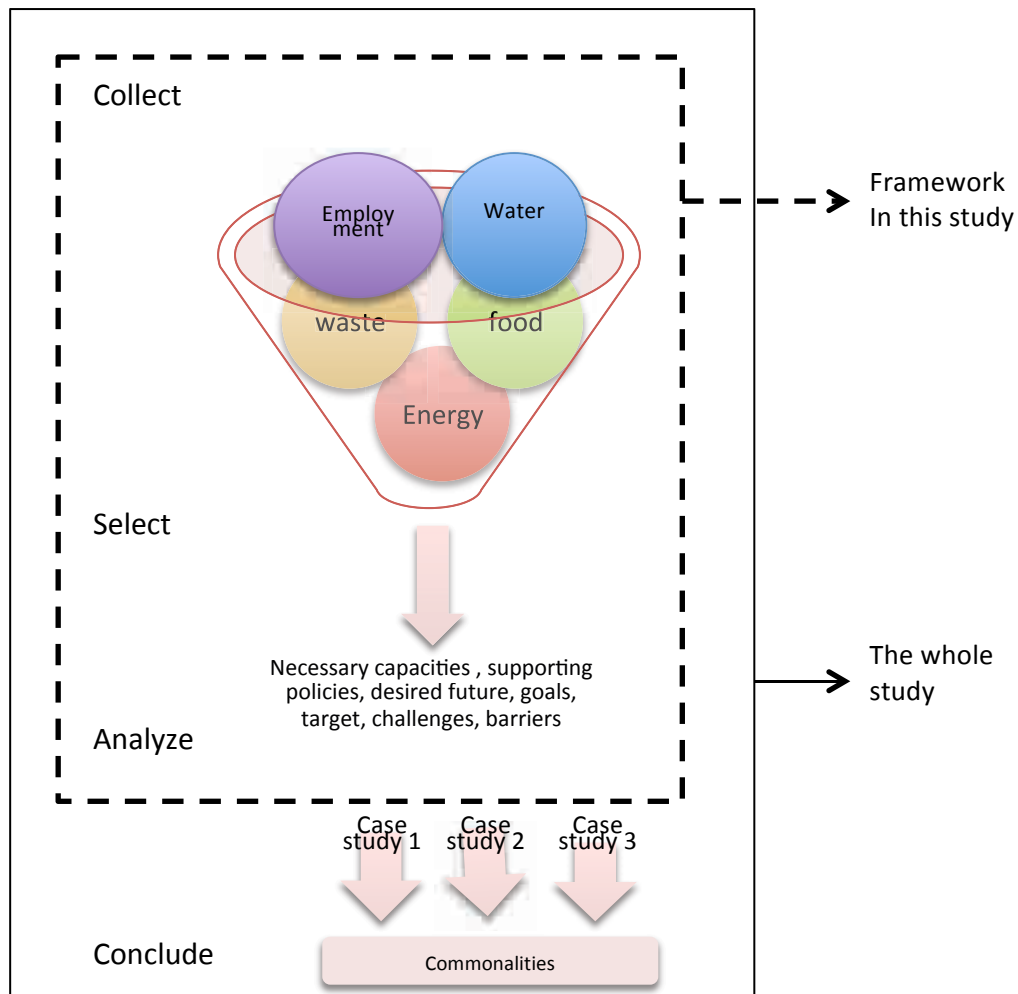 Collect
Employ
ment
Water
waste
food
Energy
Framework
In this study
Select
Necessary capacities , supporting
policies, desired future, goals,
target, challenges, barriers
The whole
study
Analyze
Case
study 1
Case
study 2
Case
study 3
Conclude
Commonalities